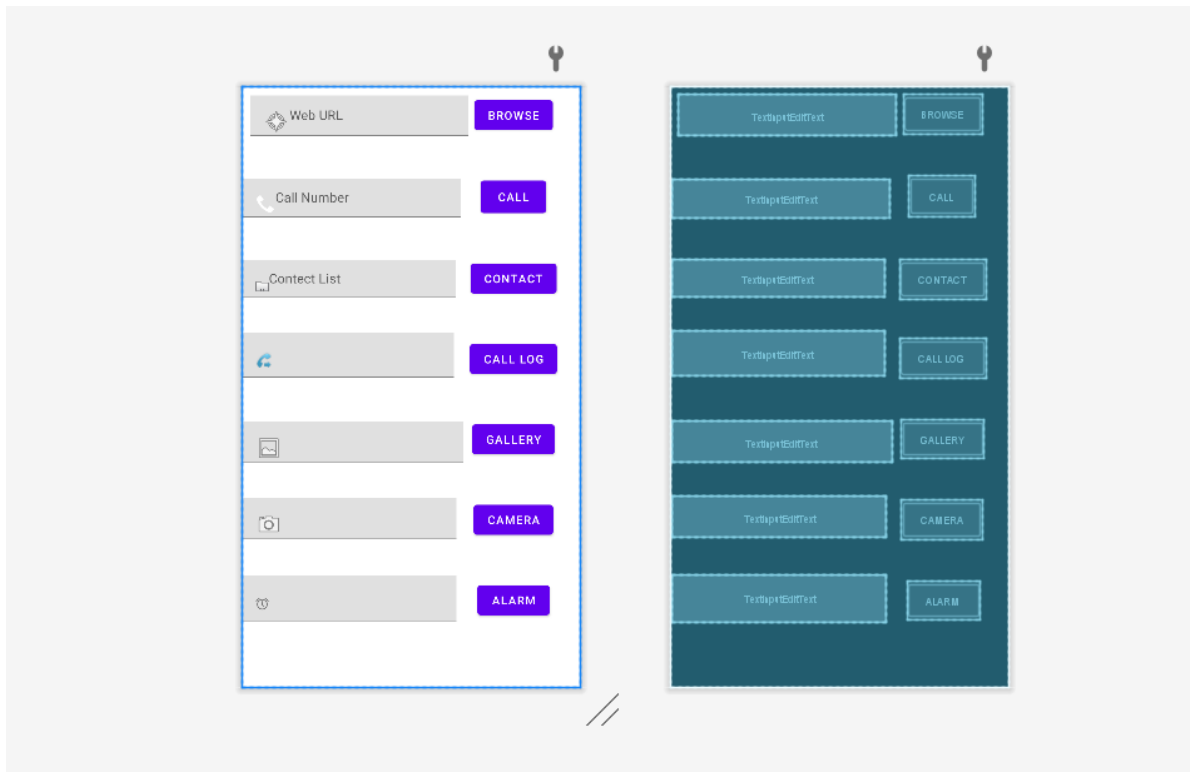 Web URL
BROWSE
Call Number
CALL
Contect List
CONTACT
CALL LOG
GALLERY
CAMERA
ALARM
TextInputEditText
BROWSE
TextInputEditText
CALL
TextInputEditText
CONTACT
TextInputEditText
CALL LOG
TextInputEditText
GALLERY
TextInputEditText
CAMERA
TextInputEditText
ALARM